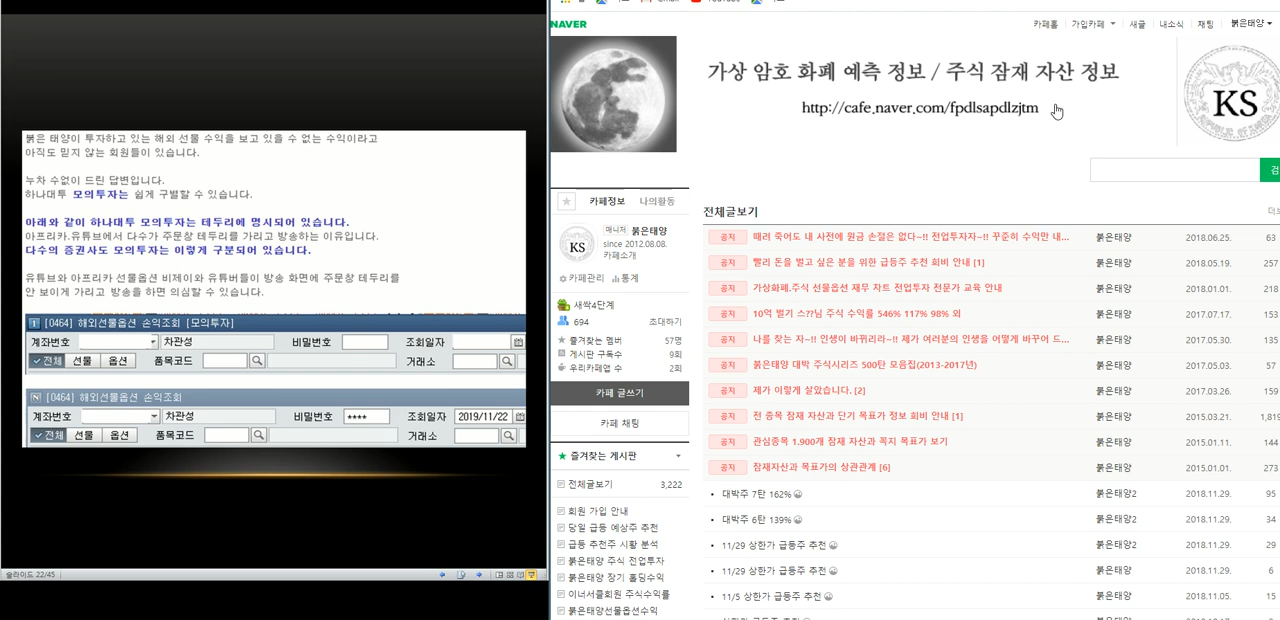 붉은 태양이 투자하고 있는 해외 선물 수익을 보고 있을 수 없는 수익이라고
아직도 믿지 않는 회원들이 있습니다.
누차 수없이 드린 답변입니다.
하나대투 모의투자는 쉽게 구별할 수 있습니다.
아래와 같이 하나대투 모의투자는 테두리에 명시되어 있습니다.
아프리카.유튜브에서 다수가 주문창 테두리를 가리고 방송하는 이유입니다.
다수의 증권사도 모의투자는 이렇게 구분되어 있습니다.
유튜브와 아프리카 선물옵션 비제이와 유튜버들이 방송 화면에 주문창 테두리를
안 보이게 가리고 방송을 하면 의심할 수 있습니다.
[0464] 해외선물옵션 손익조회 [모의투자]
계좌번호 차관성 비밀번호 조회일자
전체 선물 옵션 품목코드 거래소
[0464] 해외선물옵션 손익조회
계좌번호 차관성 비밀번호 **** 조회일자 2019/11/22
전체 선물 옵션 품목코드 거래소
슬라이드 22/45
NAVER
카페홈 가입카페 새글 내소식 채팅 붉은태양
가상 암호 화폐 예측 정보 / 주식 잠재 자산 정보
http://cafe.naver.com/fpdlsapdlzjtm
KS
검
카페정보 나의활동
KS
매니저 붉은태양
since 2012.08.08.
카페소개
카페관리 통계
새싹4단계
694 초대하기
즐겨찾는 멤버 57명
게시판 구독수 9회
우리카페앱 수 2회
카페 글쓰기
카페 채팅
즐겨찾는 게시판
전체글보기 3,222
회원 가입 안내
당일 급등 예상주 추천
급등 추천주 시황 분석
붉은태양 주식 전업투자
붉은태양 장기 홀딩수익
이너서클회원 주식수익률
붉은태양선물옵션수익
전체글보기
공지 때려 죽어도 내 사전에 원금 손절은 없다~!! 전업투자자~!! 꾸준히 수익만 내... 붉은태양 2018.06.25. 63
공지 빨리 돈을 벌고 싶은 분을 위한 급등주 추천 회비 안내 [1] 붉은태양 2018.05.19. 257
공지 가상화폐.주식 선물옵션 재무 차트 전업투자 전문가 교육 안내 붉은태양 2018.01.01. 218
공지 10억 벌기 스??님 주식 수익률 546% 117% 98% 외 붉은태양 2017.07.17. 153
공지 나를 찾는 자~!! 인생이 바뀌리라~!! 제가 여러분의 인생을 어떻게 바꾸어 드... 붉은태양 2017.05.30. 135
공지 붉은태양 대박 주식시리즈 500탄 모음집(2013-2017년) 붉은태양 2017.05.03. 57
공지 제가 이렇게 살았습니다. [2] 붉은태양 2017.03.26. 159
공지 전 종목 잠재 자산과 단기 목표가 정보 회비 안내 [1] 붉은태양 2015.03.21. 1,819
공지 관심종목 1.900개 잠재 자산과 꼭지 목표가 보기 붉은태양 2015.01.11. 144
공지 잠재자산과 목표가의 상관관계 [6] 붉은태양 2015.01.01. 273
대박주 7탄 162% 붉은태양2 2018.11.29. 95
대박주 6탄 139% 붉은태양2 2018.11.29. 34
11/29 상한가 급등주 추천 붉은태양2 2018.11.29. 29
11/29 상한가 급등주 추천 붉은태양 2018.11.29. 6
11/5 상한가 급등주 추천 붉은태양 2018.11.05. 15